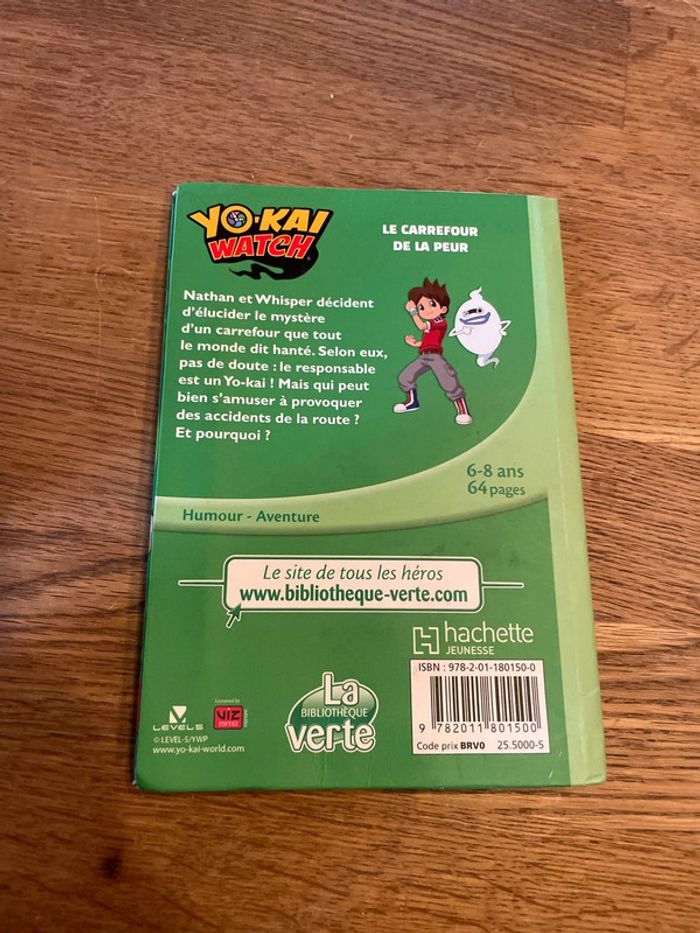 YO-KAI
WATCH
LE CARREFOUR
DE LA PEUR
Nathan et Whisper décident
d'élucider le mystère
d'un carrefour que tout
le monde dit hanté. Selon eux,
pas de doute : le responsable
est un Yo-kai ! Mais qui peut
bien s'amuser à provoquer
des accidents de la route ?
Et pourquoi ?
6-8 ans
64 pages
Humour - Aventure
Le site de tous les héros
www.bibliotheque-verte.com
hachette
JEUNESSE
ISBN : 978-2-01-180150-0
9 782011 801500
Code prix BRV0 25.5000-5
La
BIBLIOTHÈQUE
verte
LEVEL5
Licensed by
VIZ
media
© LEVEL-5/YWP
www.yo-kai-world.com